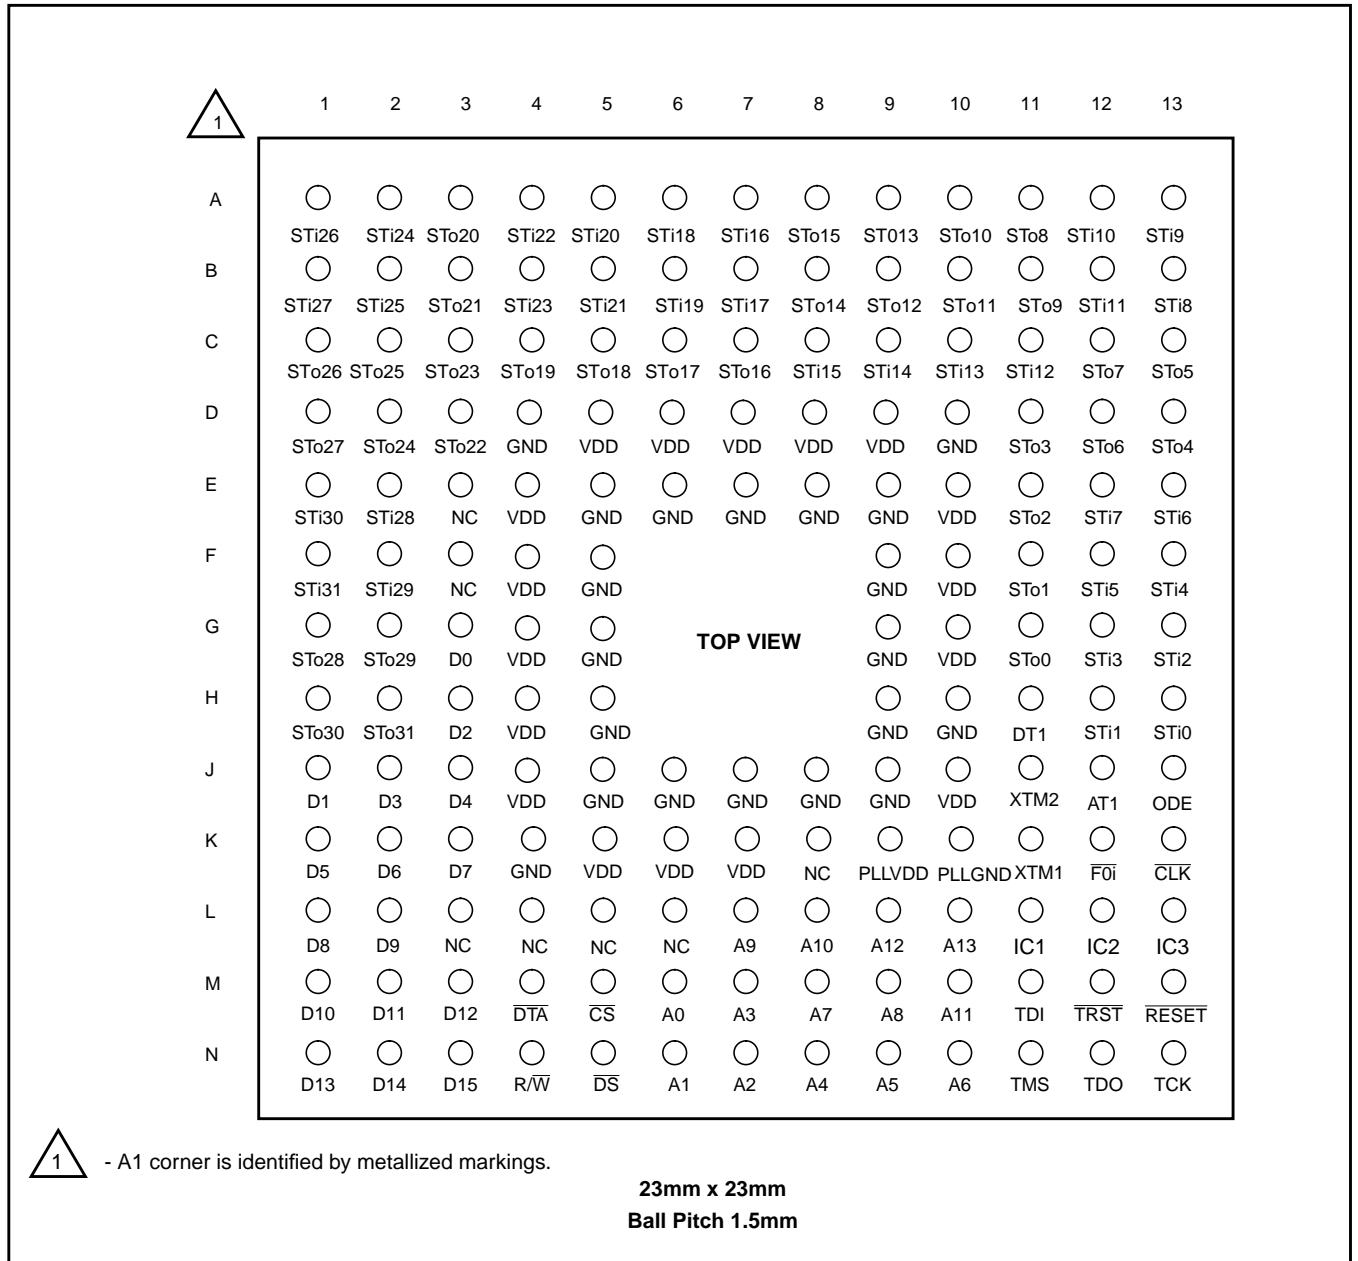 1 1 2 3 4 5 6 7 8 9 10 11 12 13
A
STi26 STi24 STo20 STi22 STi20 STi18 STi16 STo15 ST013 STo10 STo8 STi10 STi9
B
STi27 STi25 STo21 STi23 STi21 STi19 STi17 STo14 STo12 STo11 STo9 STi11 STi8
C
STo26 STo25 STo23 STo19 STo18 STo17 STo16 STi15 STi14 STi13 STi12 STo7 STo5
D
STo27 STo24 STo22 GND VDD VDD VDD VDD VDD GND STo3 STo6 STo4
E
STi30 STi28 NC VDD GND GND GND GND GND VDD STo2 STi7 STi6
F
STi31 STi29 NC VDD GND GND VDD STo1 STi5 STi4
G
TOP VIEW
STo28 STo29 D0 VDD GND GND VDD STo0 STi3 STi2
H
STo30 STo31 D2 VDD GND GND GND DT1 STi1 STi0
J
D1 D3 D4 VDD GND GND GND GND GND VDD XTM2 AT1 ODE
K
D5 D6 D7 GND VDD VDD VDD NC PLLVDD PLLGND XTM1 F̅0̅i̅ C̅L̅K̅
L
D8 D9 NC NC NC NC A9 A10 A12 A13 IC1 IC2 IC3
M
D10 D11 D12 D̅T̅A̅ C̅S̅ A0 A3 A7 A8 A11 TDI T̅R̅S̅T̅ R̅E̅S̅E̅T̅
N
D13 D14 D15 R/W̅ D̅S̅ A1 A2 A4 A5 A6 TMS TDO TCK
1 - A1 corner is identified by metallized markings.
23mm x 23mm
Ball Pitch 1.5mm